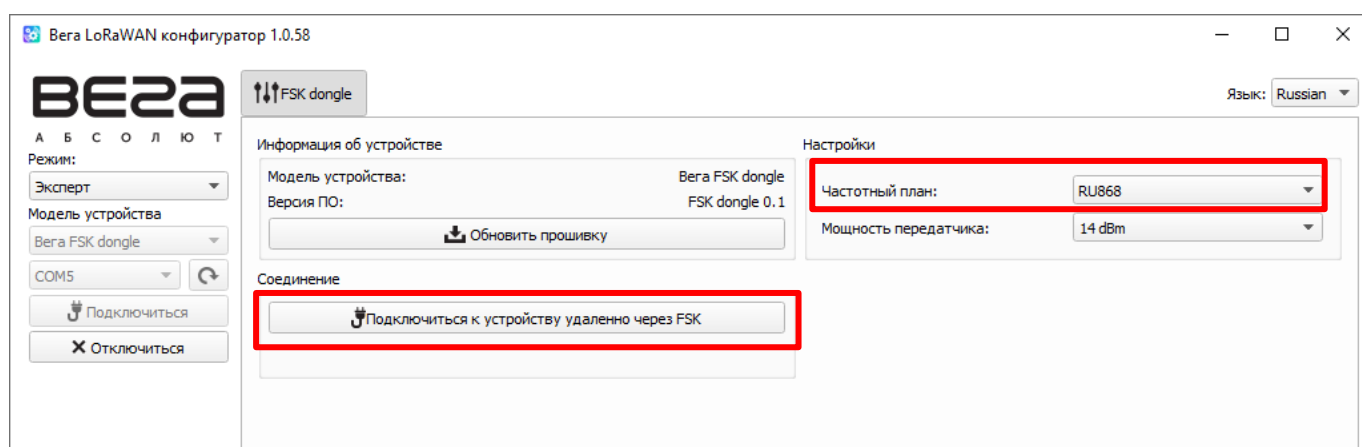 Вега LoRaWAN конфигуратор 1.0.58
ВЕГА
АБСОЛЮТ
FSK dongle
Язык: Russian
Режим:
Эксперт
Модель устройства
Вега FSK dongle
COM5
Подключиться
Отключиться
Информация об устройстве
Модель устройства: Вега FSK dongle
Версия ПО: FSK dongle 0.1
Обновить прошивку
Соединение
Подключиться к устройству удаленно через FSK
Настройки
Частотный план: RU868
Мощность передатчика: 14 dBm